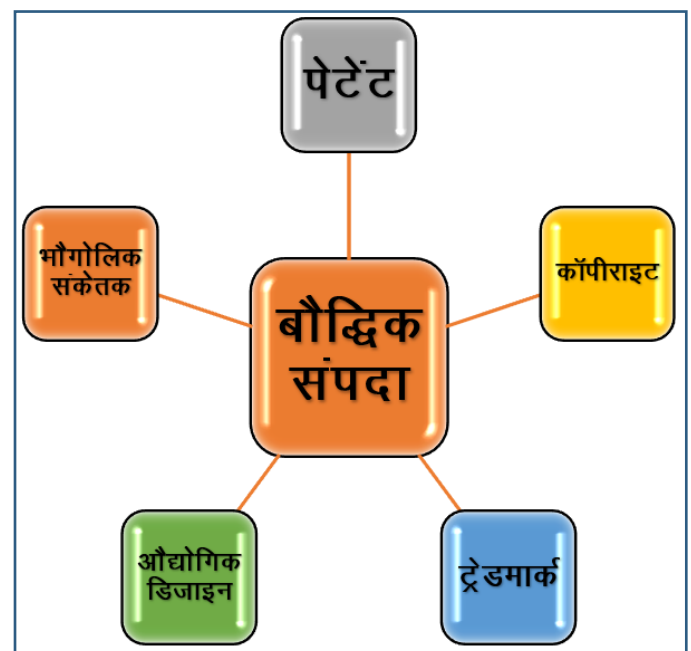 पेटेंट
भौगोलिक
संकेतक
कॉपीराइट
बौद्धिक
संपदा
औद्योगिक
डिजाइन
ट्रेडमार्क